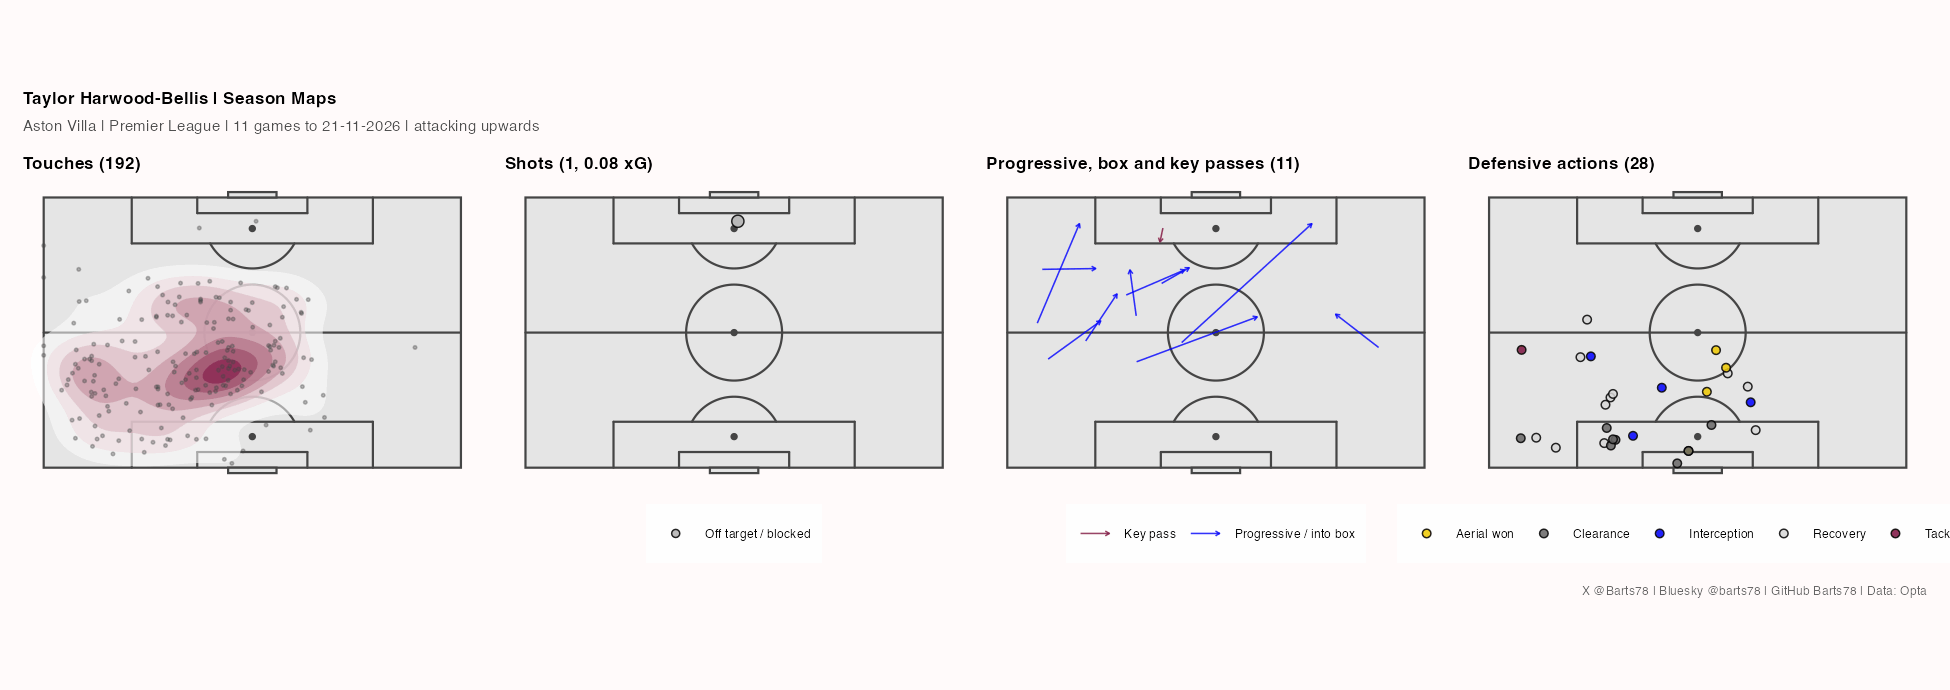 Taylor Harwood-Bellis | Season Maps
Aston Villa | Premier League | 11 games to 21-11-2026 | attacking upwards
Touches (192)
Shots (1, 0.08 xG)
Progressive, box and key passes (11)
Defensive actions (28)
Off target / blocked
Key pass
Progressive / into box
Aerial won
Clearance
Interception
Recovery
Tack
X @Barts78 | Bluesky @barts78 | GitHub Barts78 | Data: Opta